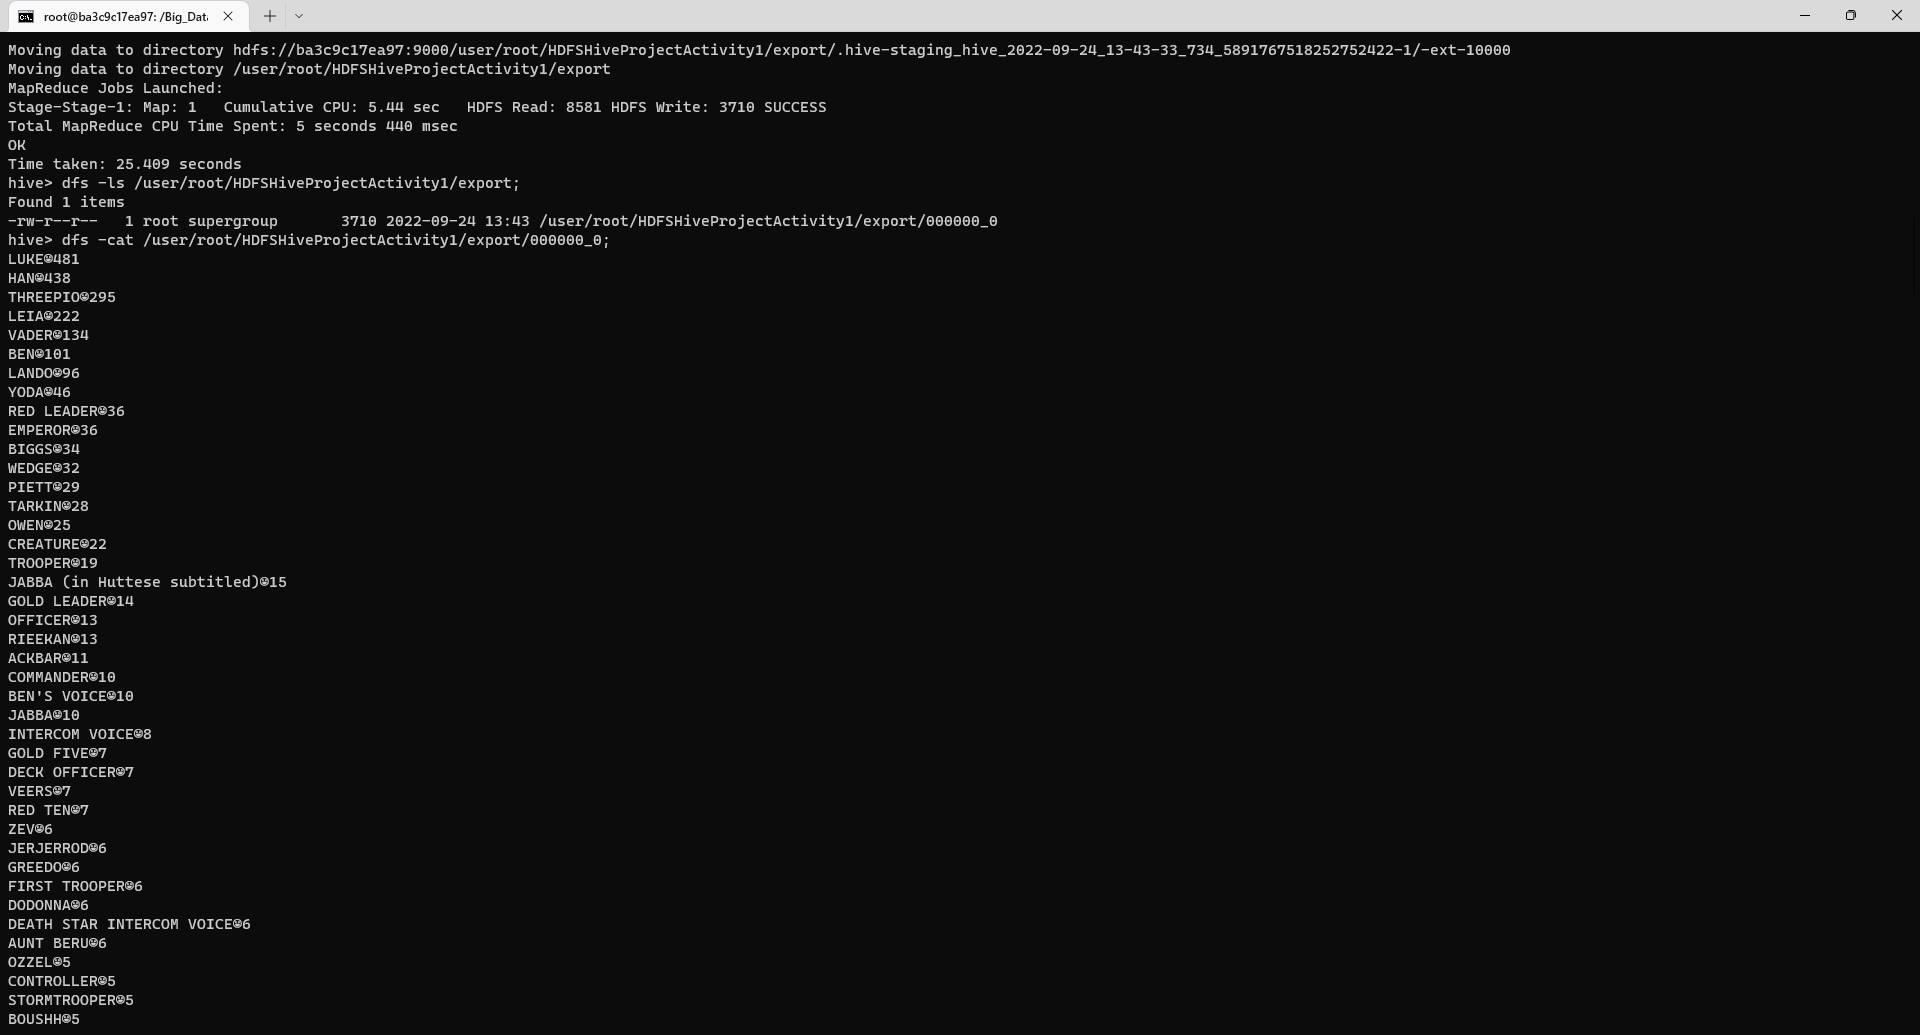 root@ba3c9c17ea97: /Big_Dat
Moving data to directory hdfs://ba3c9c17ea97:9000/user/root/HDFSHiveProjectActivity1/export/.hive-staging_hive_2022-09-24_13-43-33_734_5891767518252752422-1/-ext-10000
Moving data to directory /user/root/HDFSHiveProjectActivity1/export
MapReduce Jobs Launched:
Stage-Stage-1: Map: 1   Cumulative CPU: 5.44 sec   HDFS Read: 8581 HDFS Write: 3710 SUCCESS
Total MapReduce CPU Time Spent: 5 seconds 440 msec
OK
Time taken: 25.409 seconds
hive> dfs -ls /user/root/HDFSHiveProjectActivity1/export;
Found 1 items
-rw-r--r--   1 root supergroup       3710 2022-09-24 13:43 /user/root/HDFSHiveProjectActivity1/export/000000_0
hive> dfs -cat /user/root/HDFSHiveProjectActivity1/export/000000_0;
LUKE☺481
HAN☺438
THREEPIO☺295
LEIA☺222
VADER☺134
BEN☺101
LANDO☺96
YODA☺46
RED LEADER☺36
EMPEROR☺36
BIGGS☺34
WEDGE☺32
PIETT☺29
TARKIN☺28
OWEN☺25
CREATURE☺22
TROOPER☺19
JABBA (in Huttese subtitled)☺15
GOLD LEADER☺14
OFFICER☺13
RIEEKAN☺13
ACKBAR☺11
COMMANDER☺10
BEN'S VOICE☺10
JABBA☺10
INTERCOM VOICE☺8
GOLD FIVE☺7
DECK OFFICER☺7
VEERS☺7
RED TEN☺7
ZEV☺6
JERJERROD☺6
GREEDO☺6
FIRST TROOPER☺6
DODONNA☺6
DEATH STAR INTERCOM VOICE☺6
AUNT BERU☺6
OZZEL☺5
CONTROLLER☺5
STORMTROOPER☺5
BOUSHH☺5